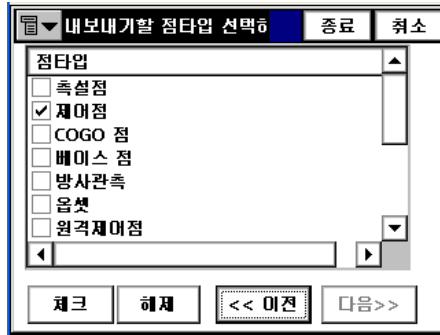 내보내기할 점타입 선택하 종료 취소
점타입
측설점
제어점
COGO 점
베이스 점
방사관측
옵셋
원격제어점
체크 해제 << 이전 다음>>